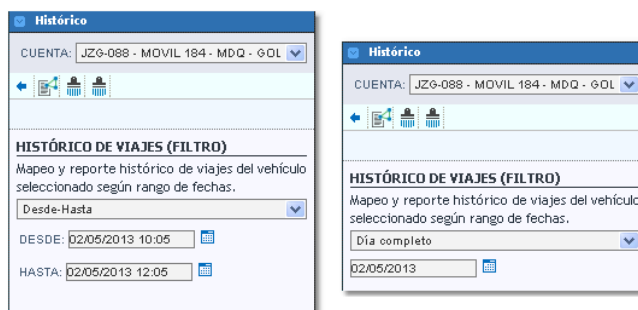 Histórico
CUENTA: JZG-088 - MOVIL 184 - MDQ - GOL
HISTÓRICO DE VIAJES (FILTRO)
Mapeo y reporte histórico de viajes del vehículo
seleccionado según rango de fechas.
Desde-Hasta
DESDE: 02/05/2013 10:05
HASTA: 02/05/2013 12:05
Histórico
CUENTA: JZG-088 - MOVIL 184 - MDQ - GOL
HISTÓRICO DE VIAJES (FILTRO)
Mapeo y reporte histórico de viajes del vehículo
seleccionado según rango de fechas.
Día completo
02/05/2013